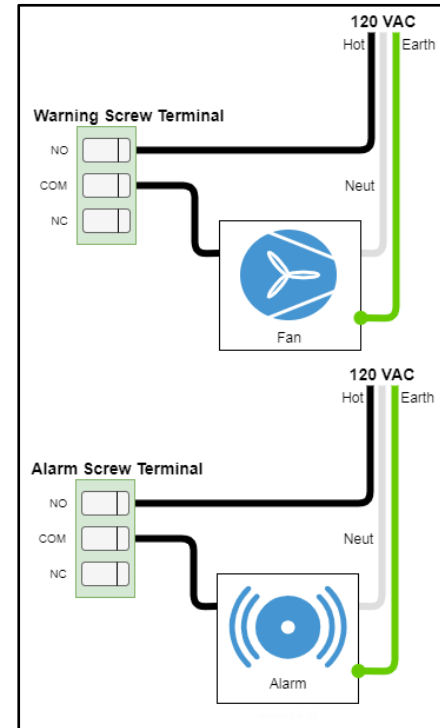 120 VAC
Hot Earth
Warning Screw Terminal
NO
COM
Neut
NC
Fan
120 VAC
Hot Earth
Alarm Screw Terminal
NO
COM
Neut
NC
Alarm